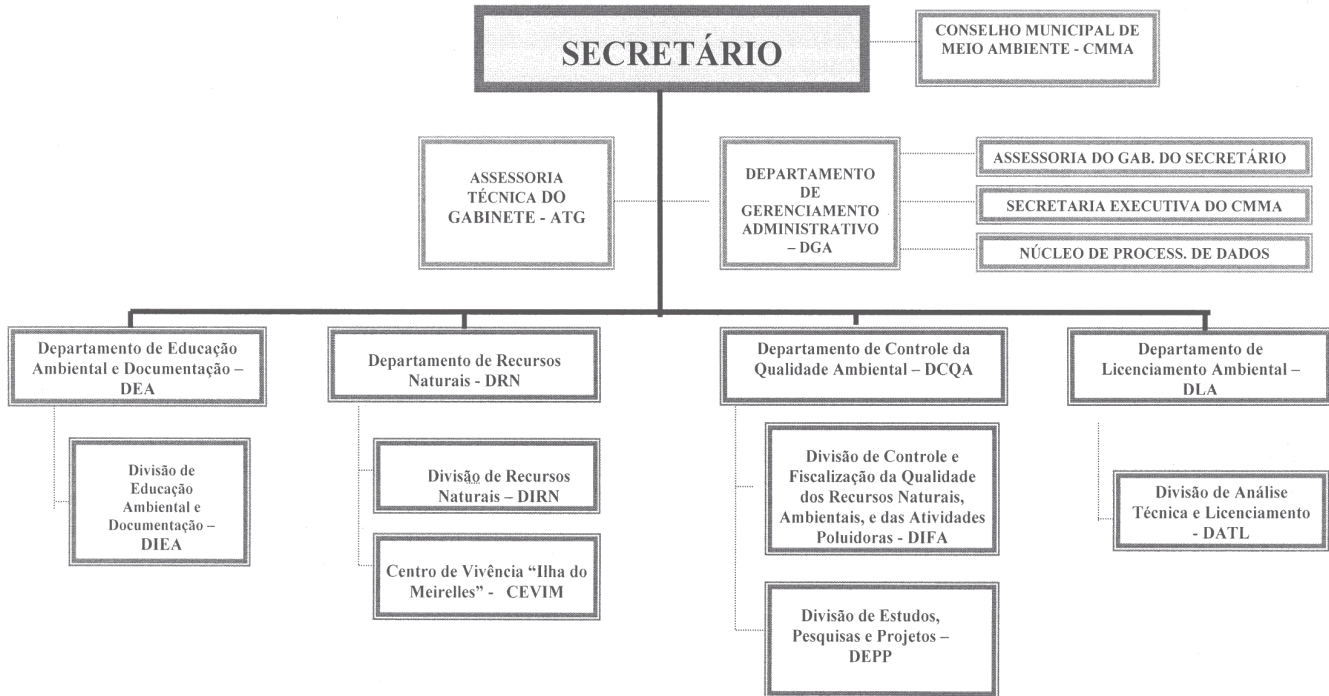 SECRETÁRIO
CONSELHO MUNICIPAL DE
MEIO AMBIENTE - CMMA
ASSESSORIA
TÉCNICA DO
GABINETE - ATG
DEPARTAMENTO
DE
GERENCIAMENTO
ADMINISTRATIVO
– DGA
ASSESSORIA DO GAB. DO SECRETÁRIO
SECRETARIA EXECUTIVA DO CMMA
NÚCLEO DE PROCESS. DE DADOS
Departamento de Educação
Ambiental e Documentação –
DEA
Departamento de Recursos
Naturais - DRN
Departamento de Controle da
Qualidade Ambiental – DCQA
Departamento de
Licenciamento Ambiental –
DLA
Divisão de
Educação
Ambiental e
Documentação –
DIEA
Divisão de Recursos
Naturais – DIRN
Centro de Vivência “Ilha do
Meirelles” - CEVIM
Divisão de Controle e
Fiscalização da Qualidade
dos Recursos Naturais,
Ambientais, e das Atividades
Poluidoras - DIFA
Divisão de Estudos,
Pesquisas e Projetos –
DEPP
Divisão de Análise
Técnica e Licenciamento
- DATL